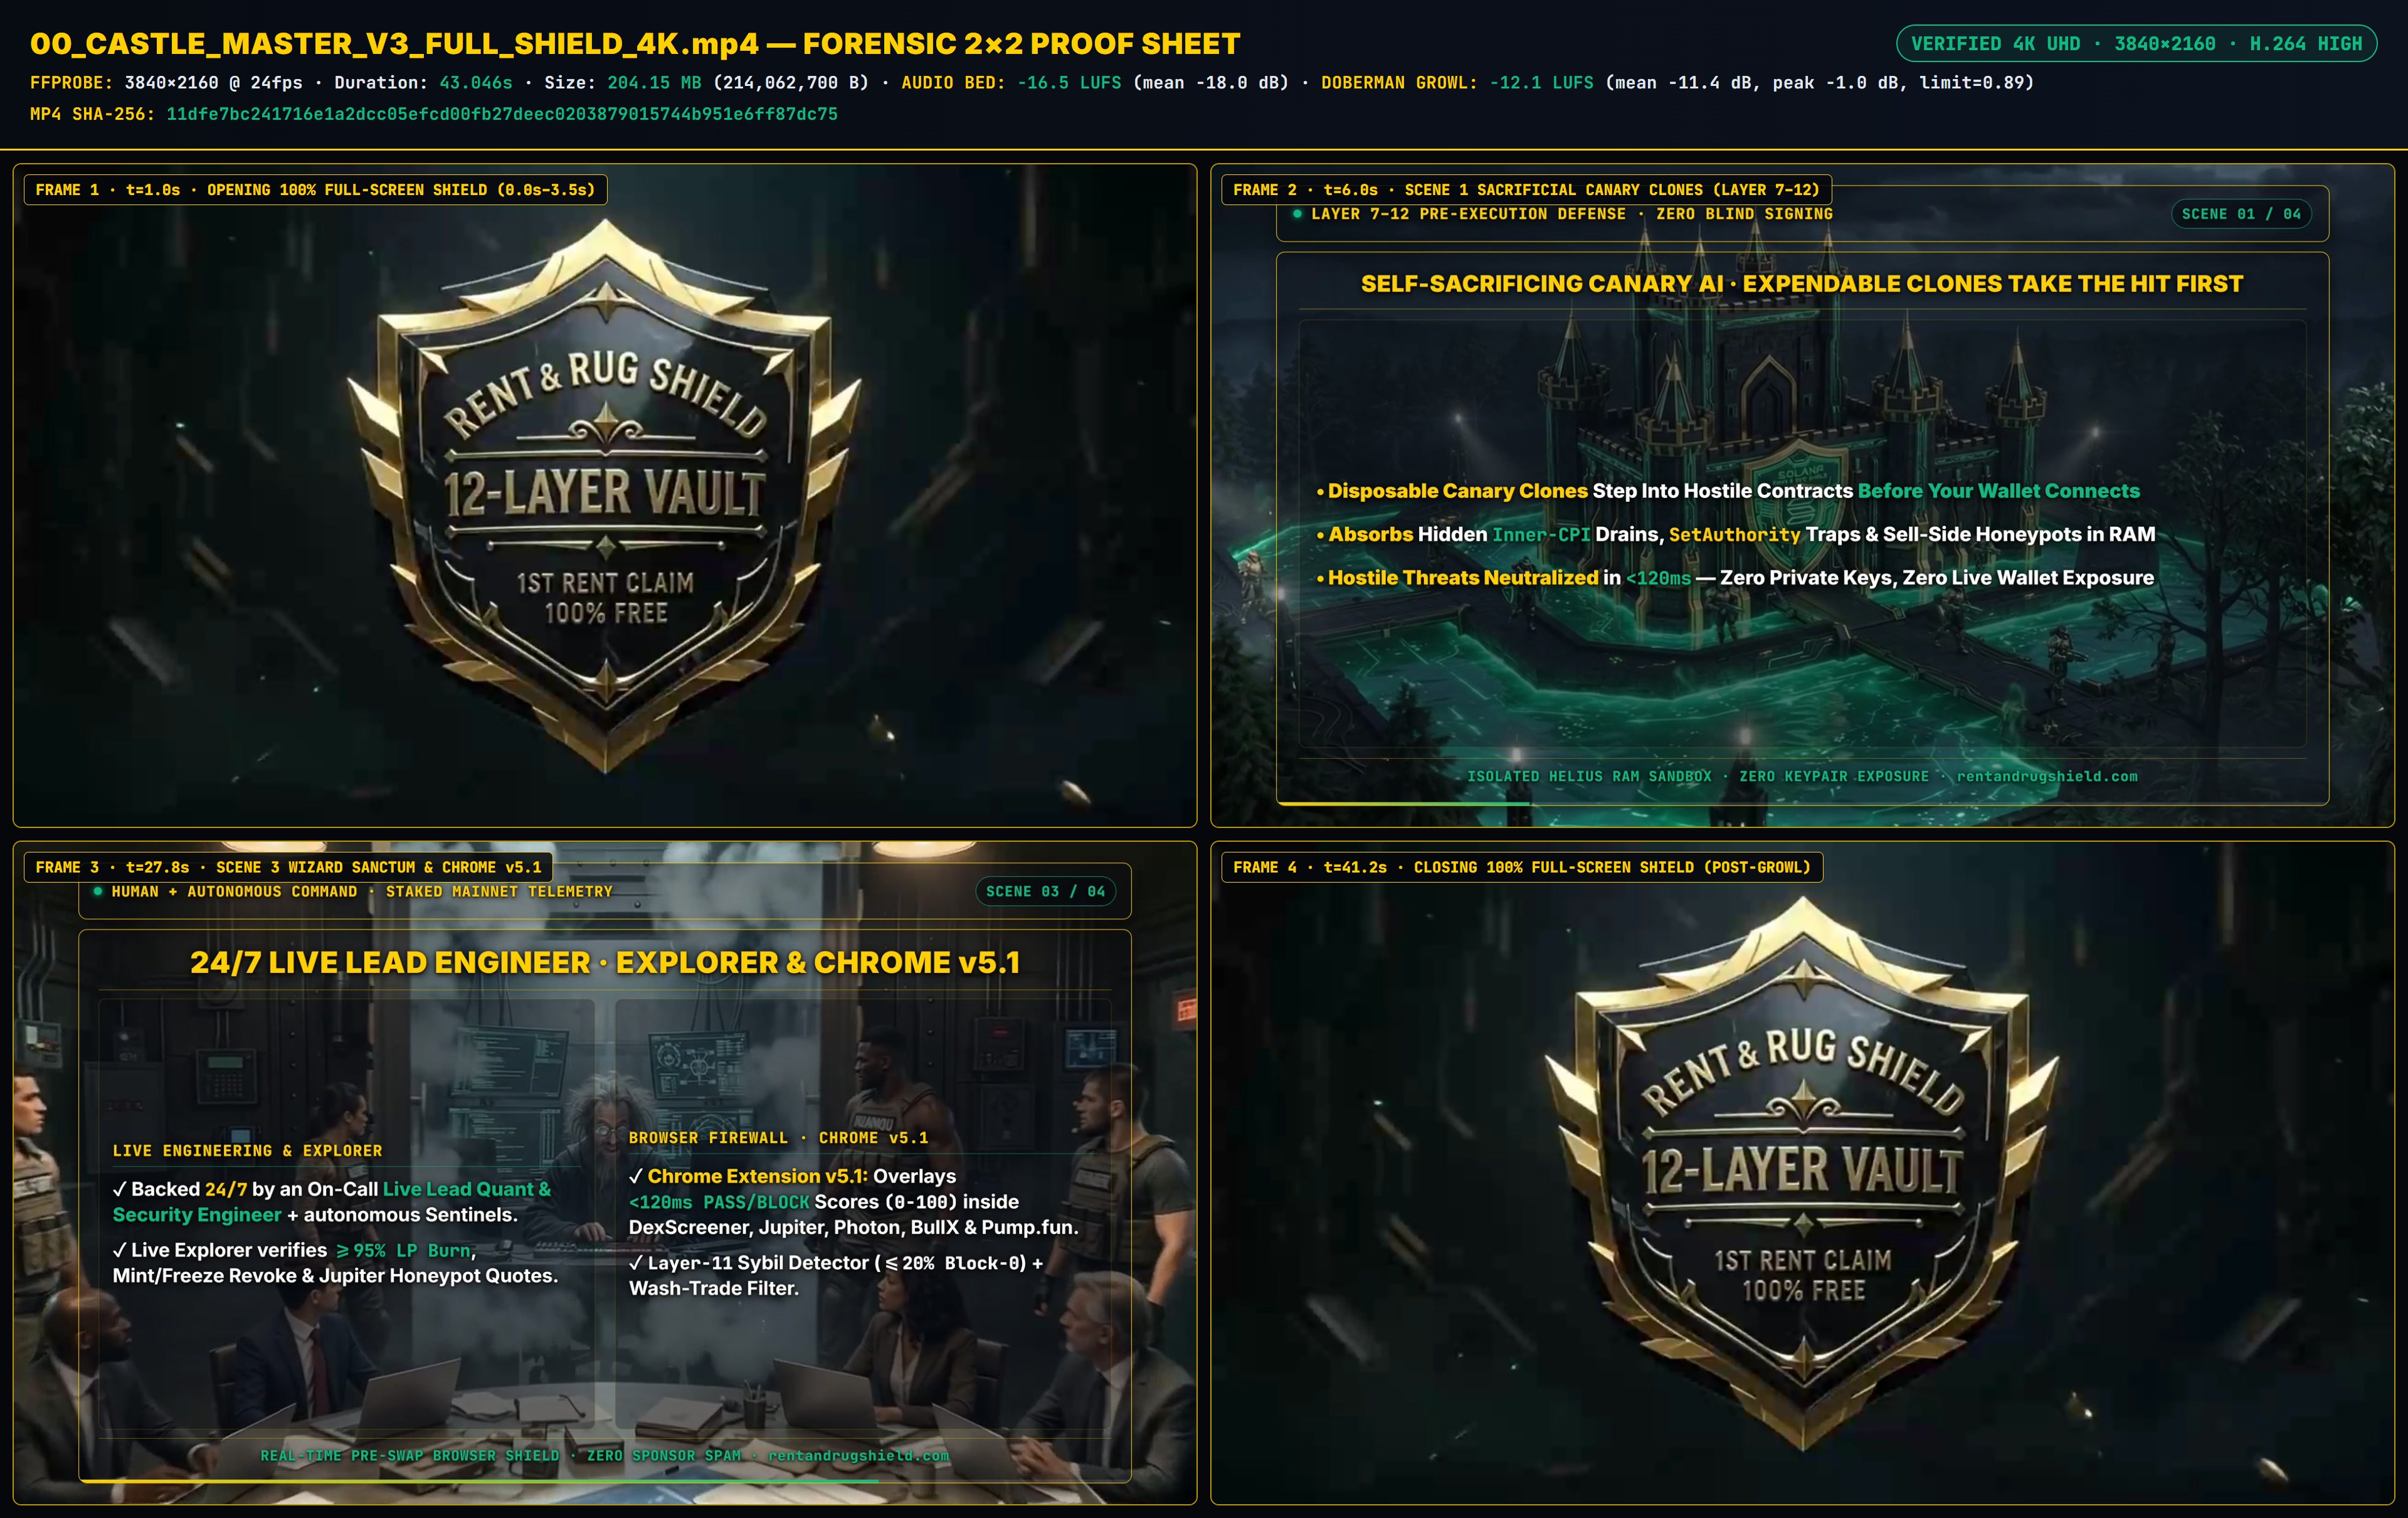 00_CASTLE_MASTER_V3_FULL_SHIELD_4K.mp4 — FORENSIC 2×2 PROOF SHEET
VERIFIED 4K UHD · 3840×2160 · H.264 HIGH
FFPROBE: 3840×2160 @ 24fps · Duration: 43.046s · Size: 204.15 MB (214,062,700 B) · AUDIO BED: -16.5 LUFS (mean -18.0 dB) · DOBERMAN GROWL: -12.1 LUFS (mean -11.4 dB, peak -1.0 dB, limit=0.89)
MP4 SHA-256: 11dfe7bc241716e1a2dcc05efcd00fb27deec0203879015744b951e6ff87dc75
FRAME 1 · t=1.0s · OPENING 100% FULL-SCREEN SHIELD (0.0s-3.5s)
RENT & RUG SHIELD
12-LAYER VAULT
1ST RENT CLAIM
100% FREE
FRAME 2 · t=6.0s · SCENE 1 SACRIFICIAL CANARY CLONES (LAYER 7-12)
LAYER 7-12 PRE-EXECUTION DEFENSE · ZERO BLIND SIGNING
SCENE 01 / 04
SELF-SACRIFICING CANARY AI · EXPENDABLE CLONES TAKE THE HIT FIRST
SOLANA
• Disposable Canary Clones Step Into Hostile Contracts Before Your Wallet Connects
• Absorbs Hidden Inner-CPI Drains, SetAuthority Traps & Sell-Side Honeypots in RAM
• Hostile Threats Neutralized in <120ms — Zero Private Keys, Zero Live Wallet Exposure
ISOLATED HELIUS RAM SANDBOX · ZERO KEYPAIR EXPOSURE · rentandrugshield.com
FRAME 3 · t=27.8s · SCENE 3 WIZARD SANCTUM & CHROME v5.1
HUMAN + AUTONOMOUS COMMAND · STAKED MAINNET TELEMETRY
SCENE 03 / 04
24/7 LIVE LEAD ENGINEER · EXPLORER & CHROME v5.1
LIVE ENGINEERING & EXPLORER
✓ Backed 24/7 by an On-Call Live Lead Quant &
Security Engineer + autonomous Sentinels.
✓ Live Explorer verifies ≥95% LP Burn,
Mint/Freeze Revoke & Jupiter Honeypot Quotes.
BROWSER FIREWALL · CHROME v5.1
✓ Chrome Extension v5.1: Overlays
<120ms PASS/BLOCK Scores (0-100) inside
DexScreener, Jupiter, Photon, BullX & Pump.fun.
✓ Layer-11 Sybil Detector (≤20% Block-0) +
Wash-Trade Filter.
REAL-TIME PRE-SWAP BROWSER SHIELD · ZERO SPONSOR SPAM · rentandrugshield.com
FRAME 4 · t=41.2s · CLOSING 100% FULL-SCREEN SHIELD (POST-GROWL)
RENT & RUG SHIELD
12-LAYER VAULT
1ST RENT CLAIM
100% FREE